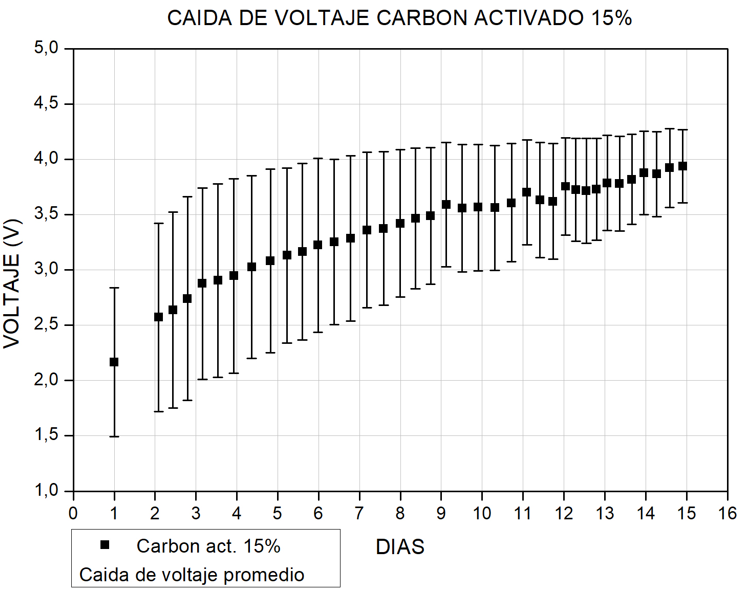 CAIDA DE VOLTAJE CARBON ACTIVADO 15%
5,0
4,5
4,0
3,5
3,0
2,5
2,0
1,5
1,0
VOLTAJE (V)
0 1 2 3 4 5 6 7 8 9 10 11 12 13 14 15 16
DIAS
Carbon act. 15%
Caida de voltaje promedio